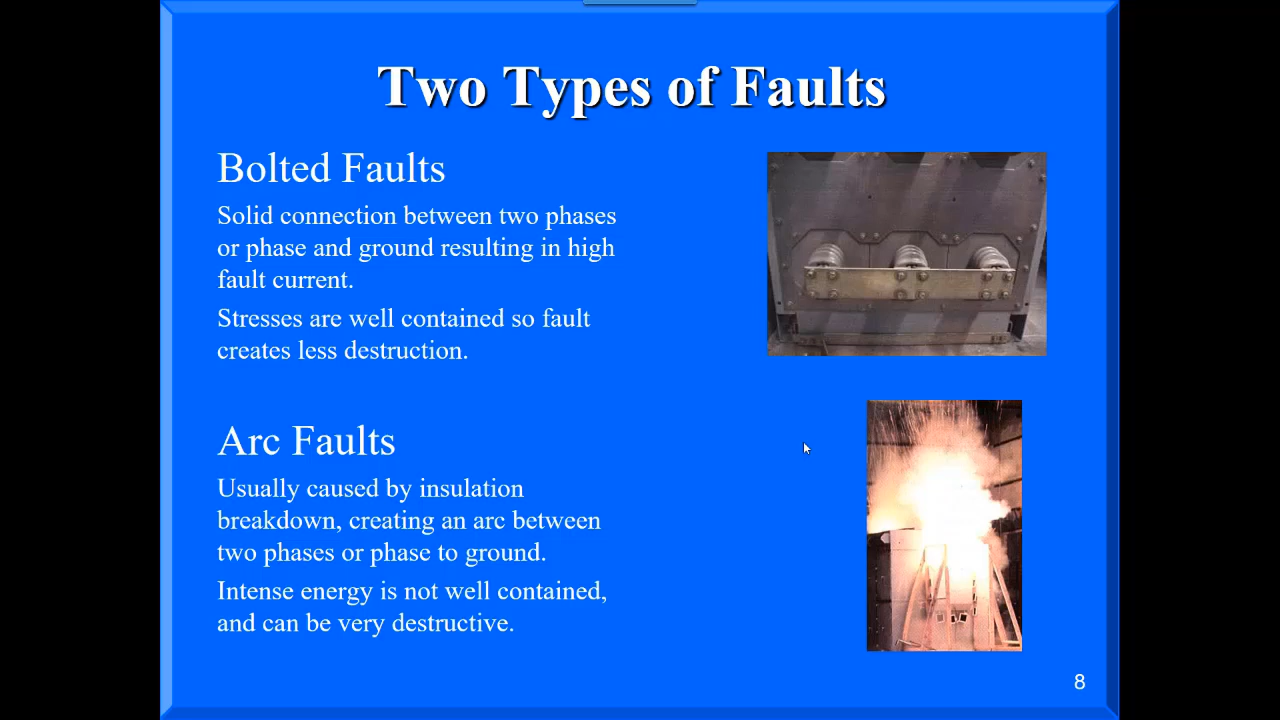 Two Types of Faults
Bolted Faults
Solid connection between two phases
or phase and ground resulting in high
fault current.
Stresses are well contained so fault
creates less destruction.
Arc Faults
Usually caused by insulation
breakdown, creating an arc between
two phases or phase to ground.
Intense energy is not well contained,
and can be very destructive.
8